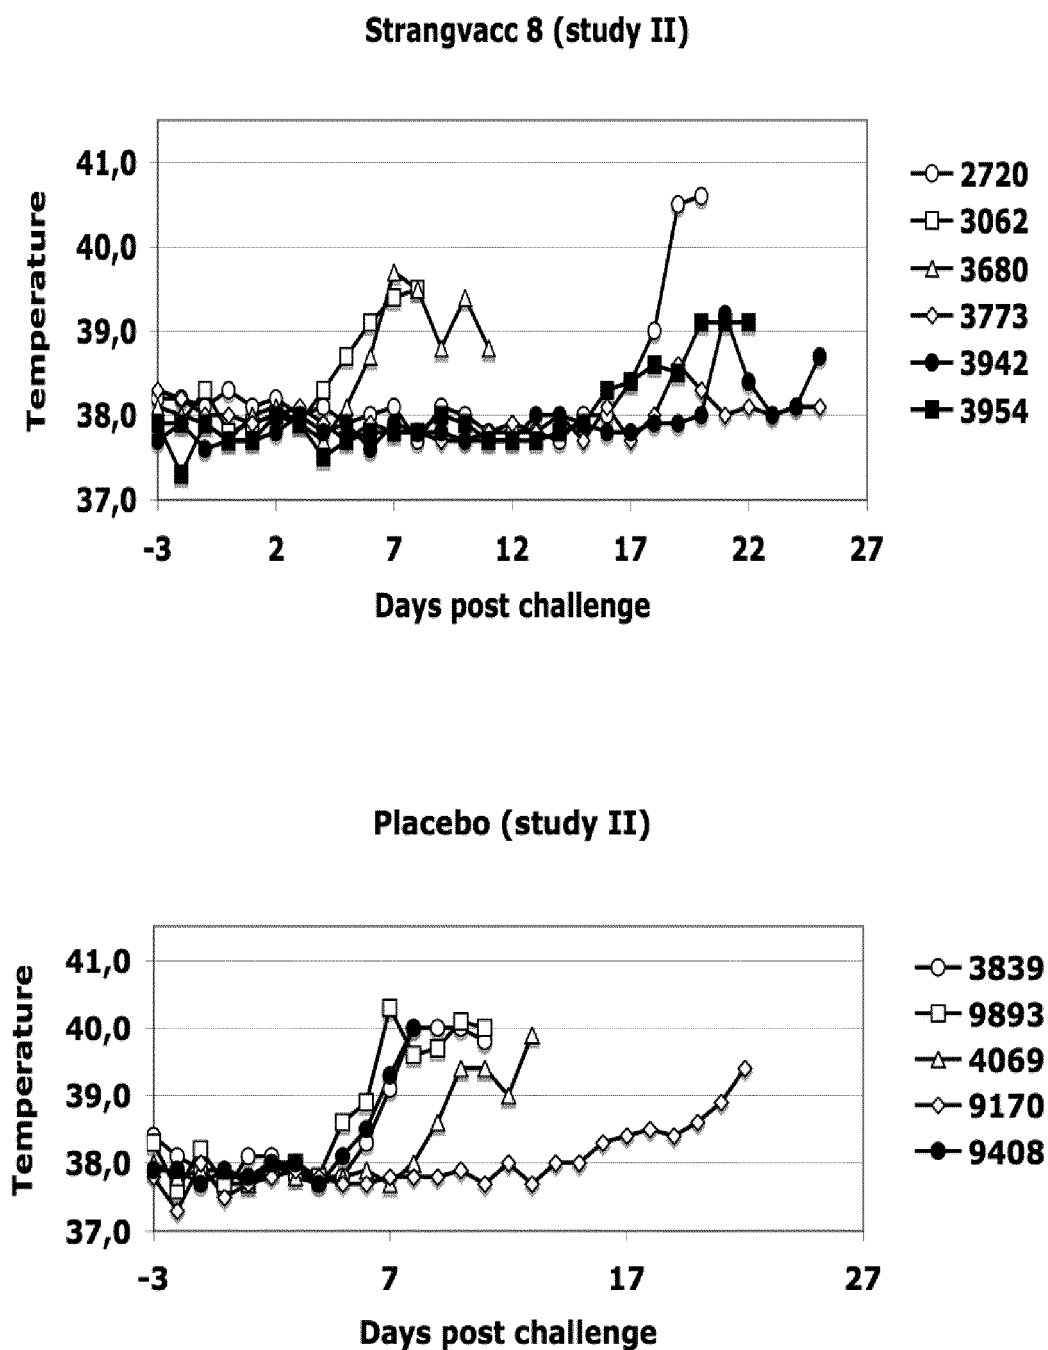 Strangvacc 8 (study II)
41,0
40,0
39,0
38,0
37,0
Temperature
-3 2 7 12 17 22 27
Days post challenge
2720
3062
3680
3773
3942
3954
Placebo (study II)
41,0
40,0
39,0
38,0
37,0
Temperature
-3 7 17 27
Days post challenge
3839
9893
4069
9170
9408